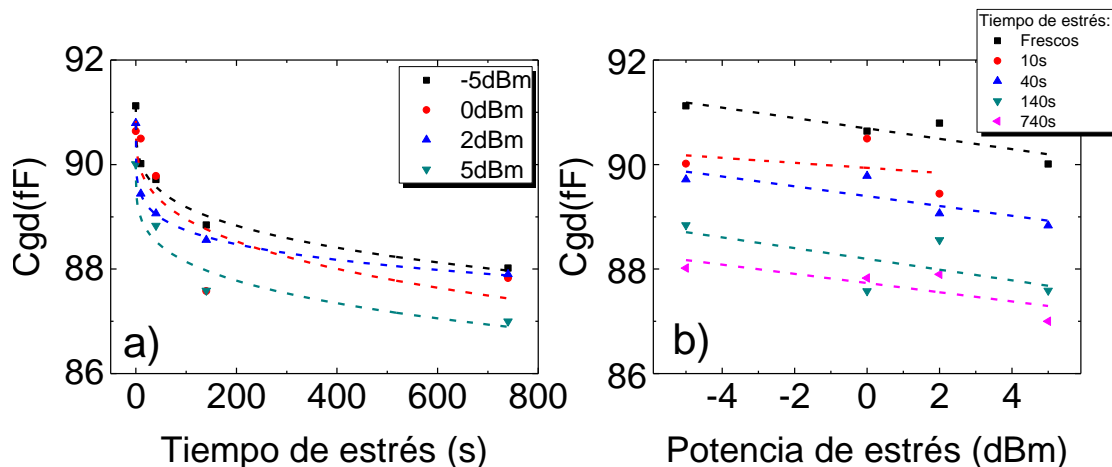 92
90
88
86
Cgd(fF)
0
200
400
600
800
Tiempo de estrés (s)
-5dBm
0dBm
2dBm
5dBm
a)
92
90
88
86
Cgd(fF)
-4
-2
0
2
4
Potencia de estrés (dBm)
Tiempo de estrés:
Frescos
10s
40s
140s
740s
b)